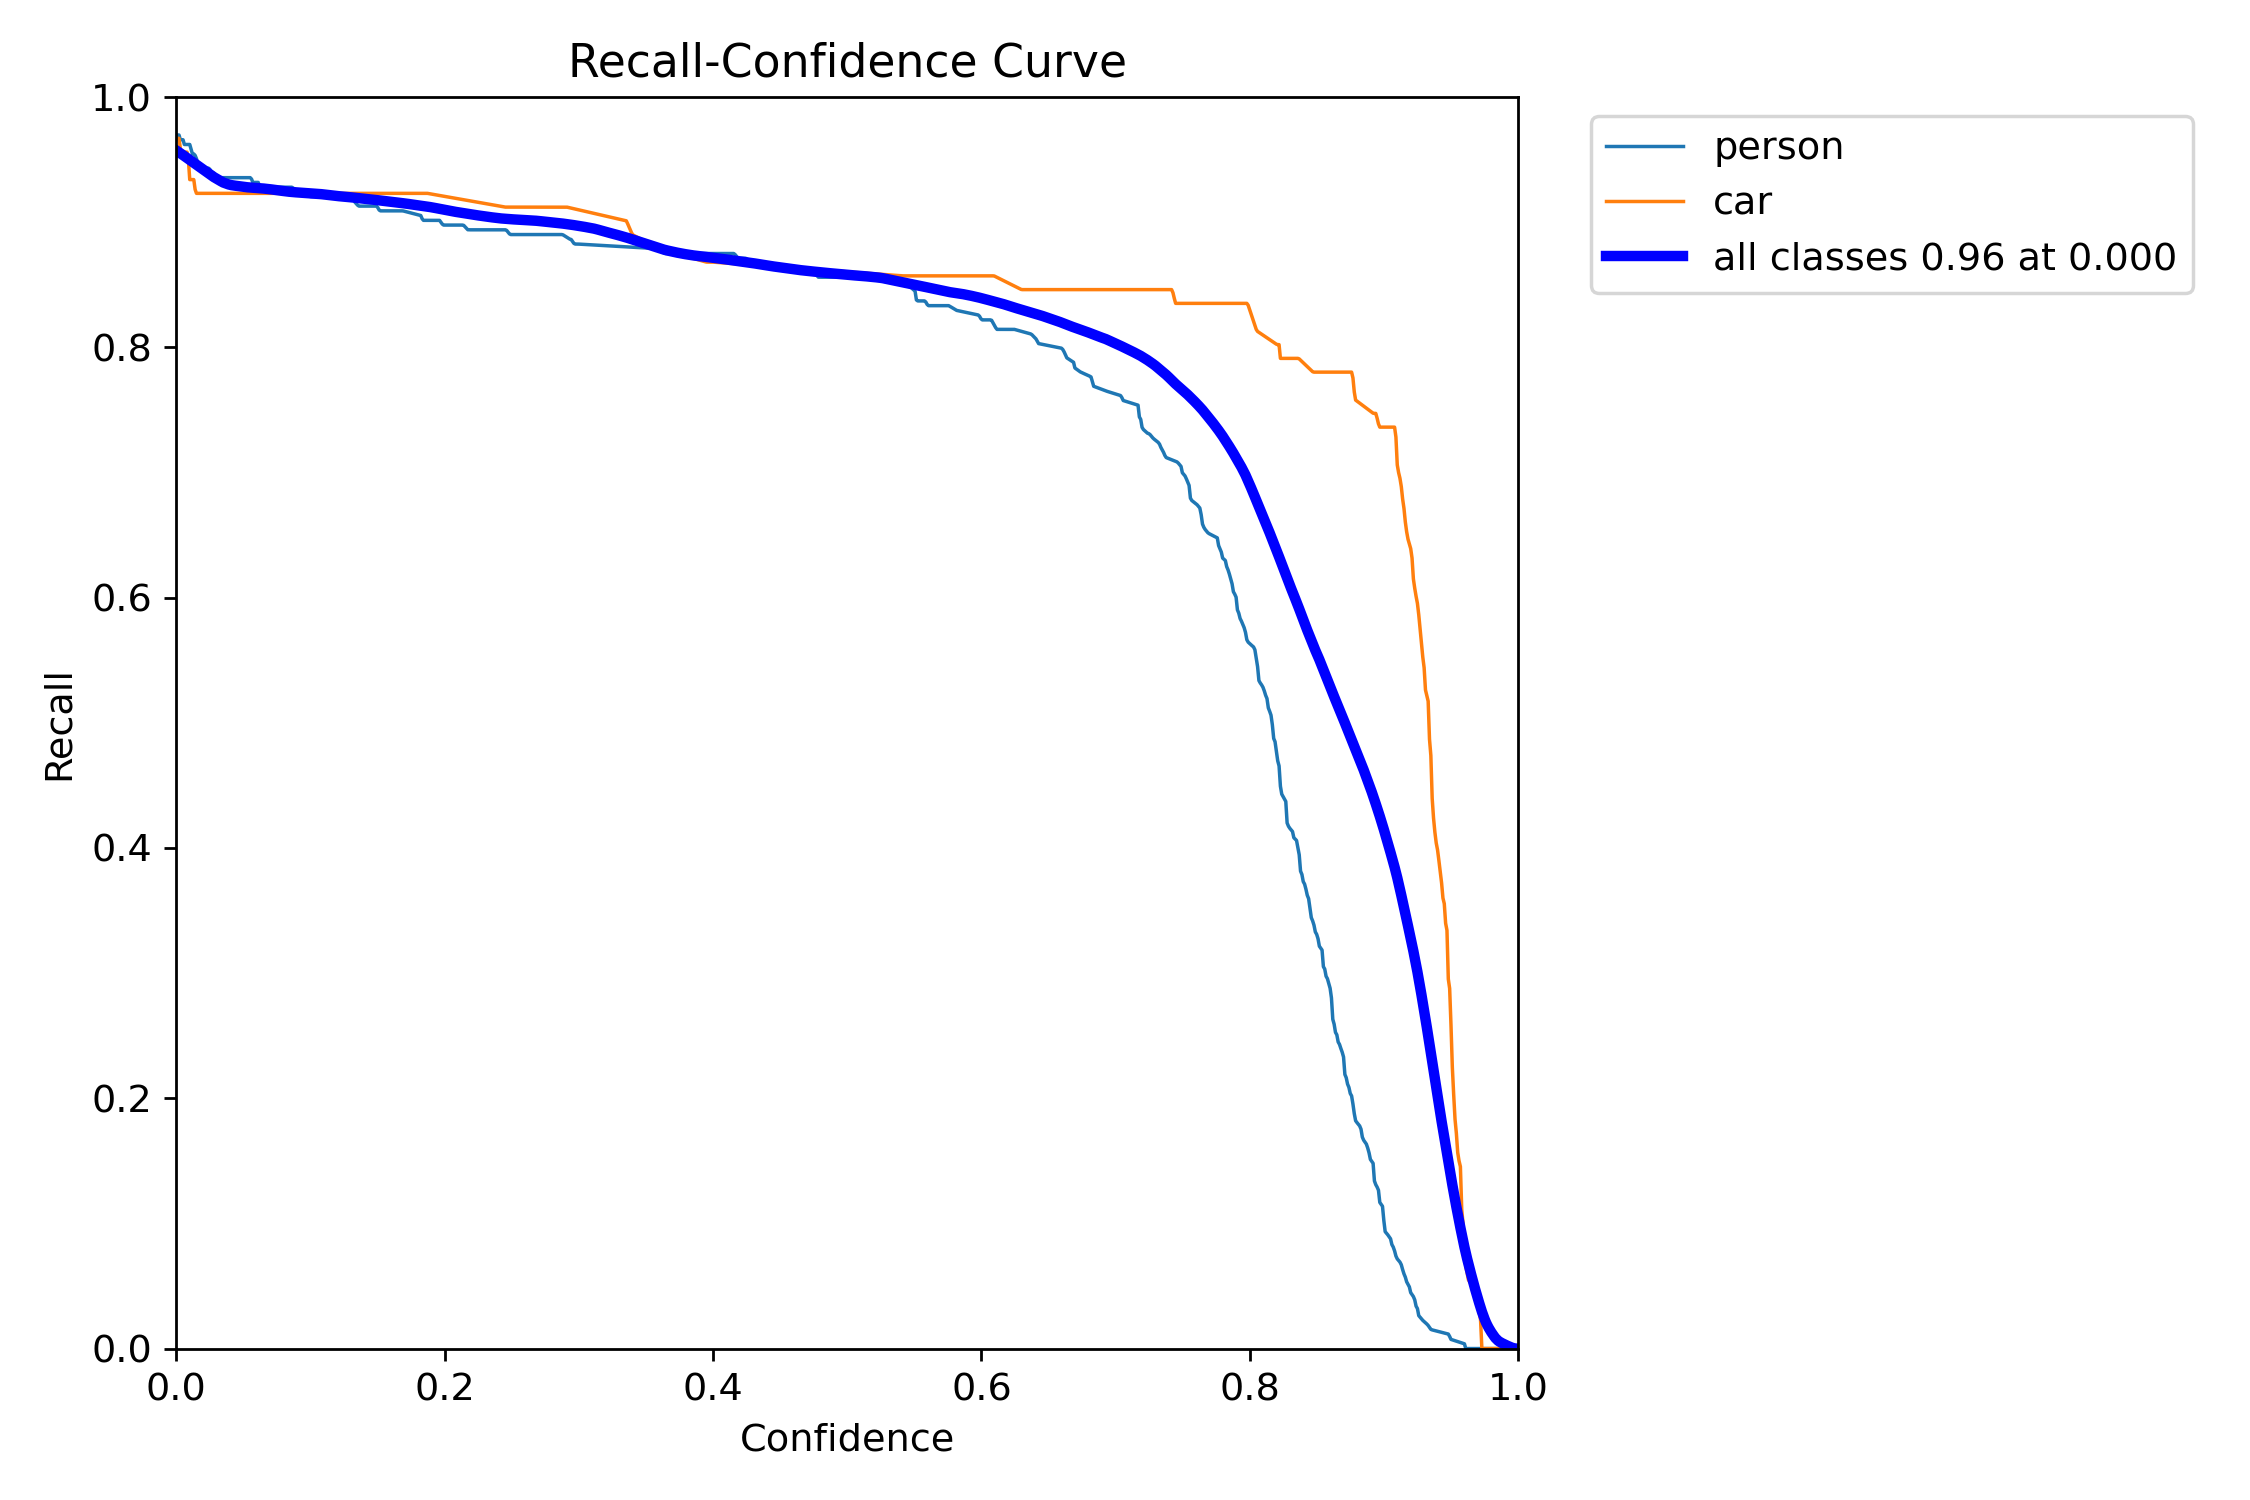 Recall-Confidence Curve
1.0
0.8
0.6
0.4
0.2
0.0
Recall
0.0 0.2 0.4 0.6 0.8 1.0
Confidence
person
car
all classes 0.96 at 0.000